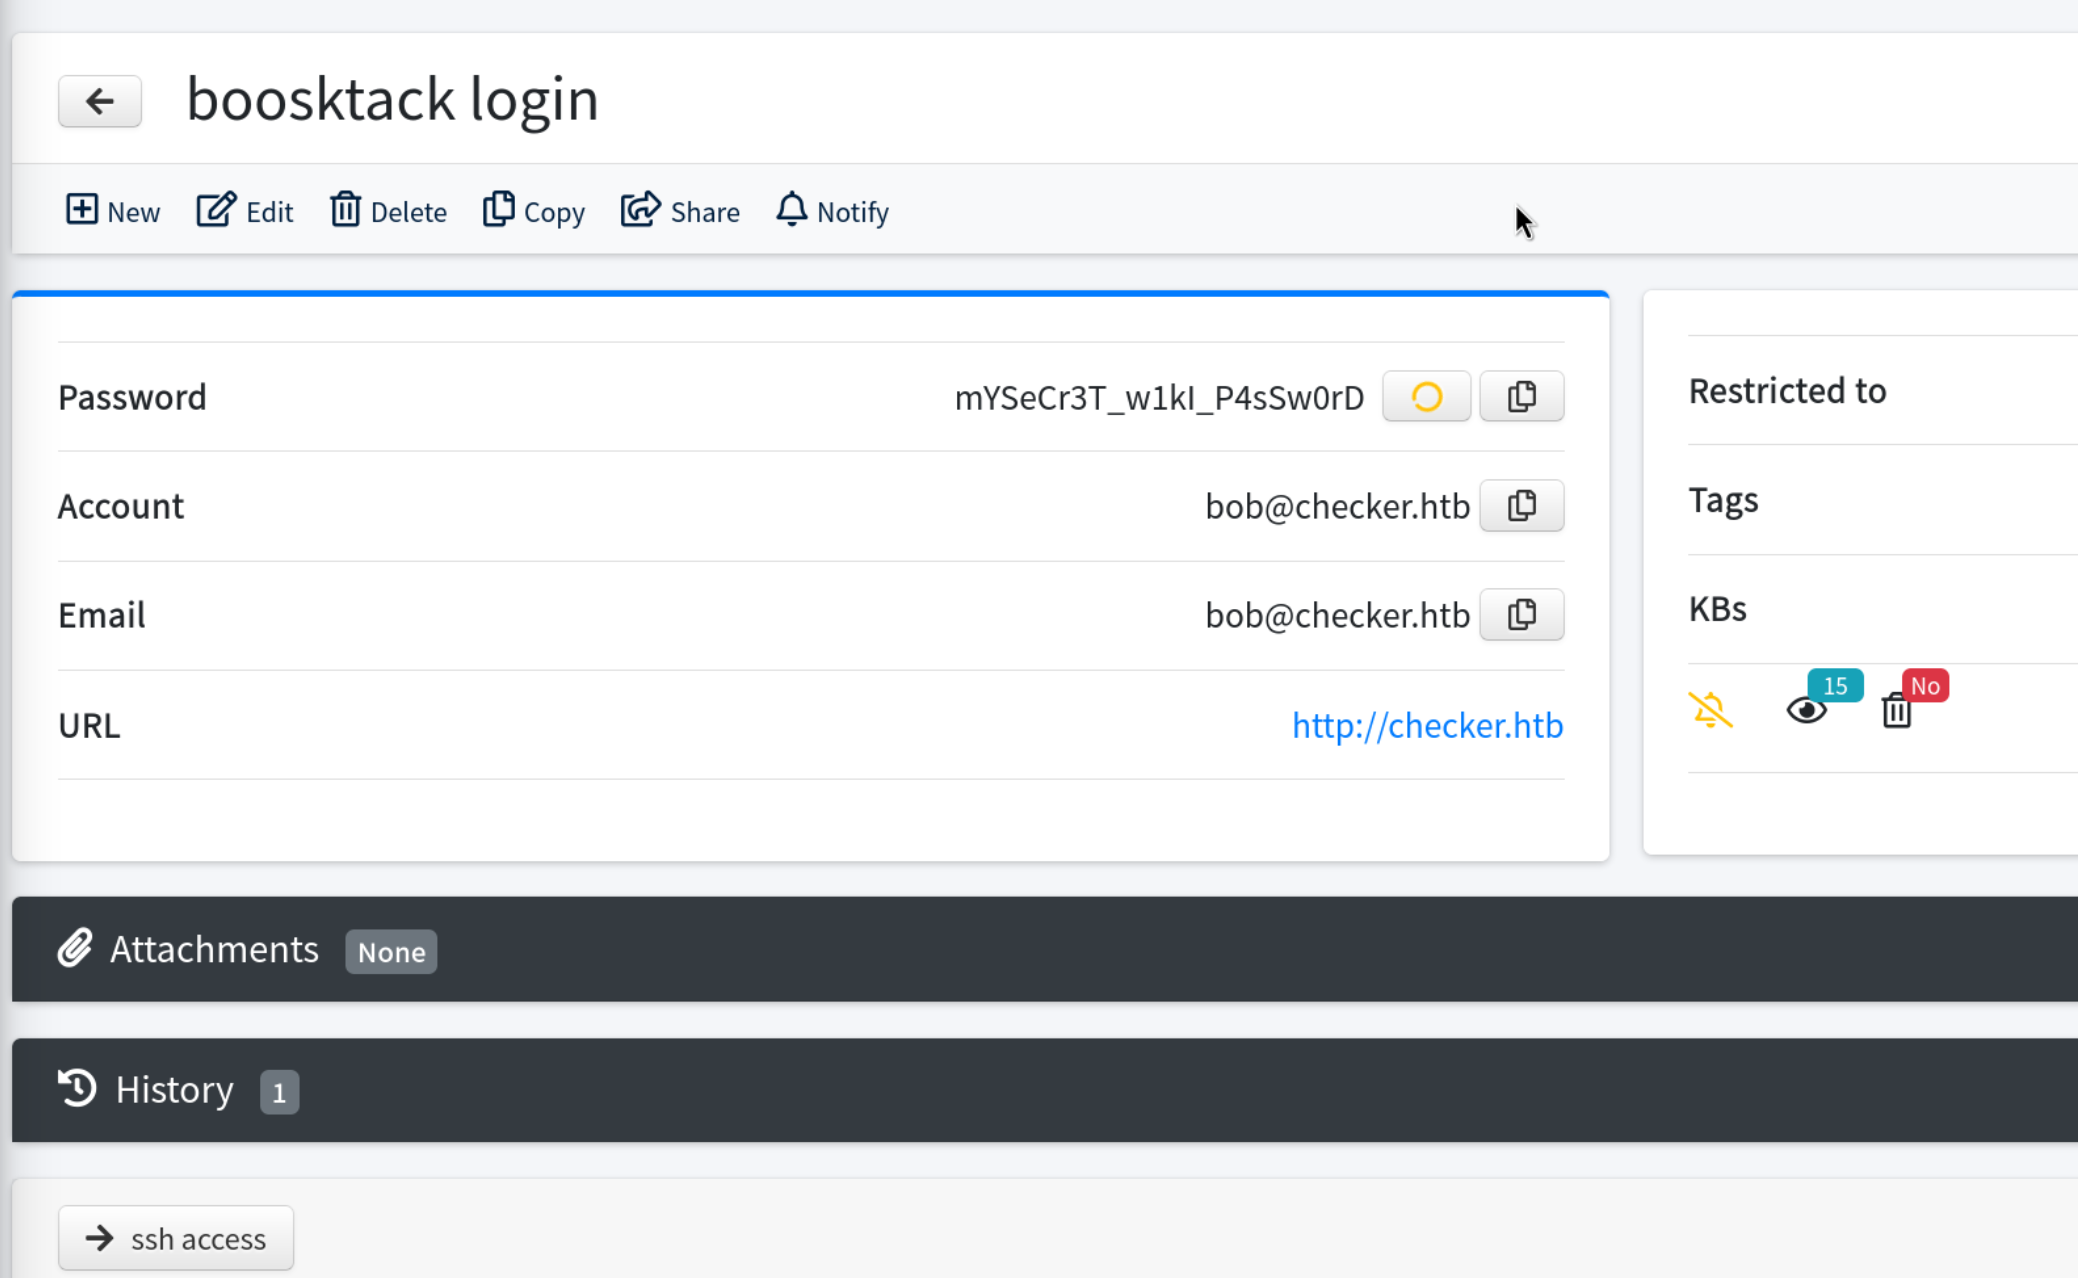 boosktack login
New Edit Delete Copy Share Notify
Password mYSeCr3T_w1kI_P4sSw0rD
Account bob@checker.htb
Email bob@checker.htb
URL http://checker.htb
Restricted to
Tags
KBs
15 No
Attachments None
History 1
ssh access